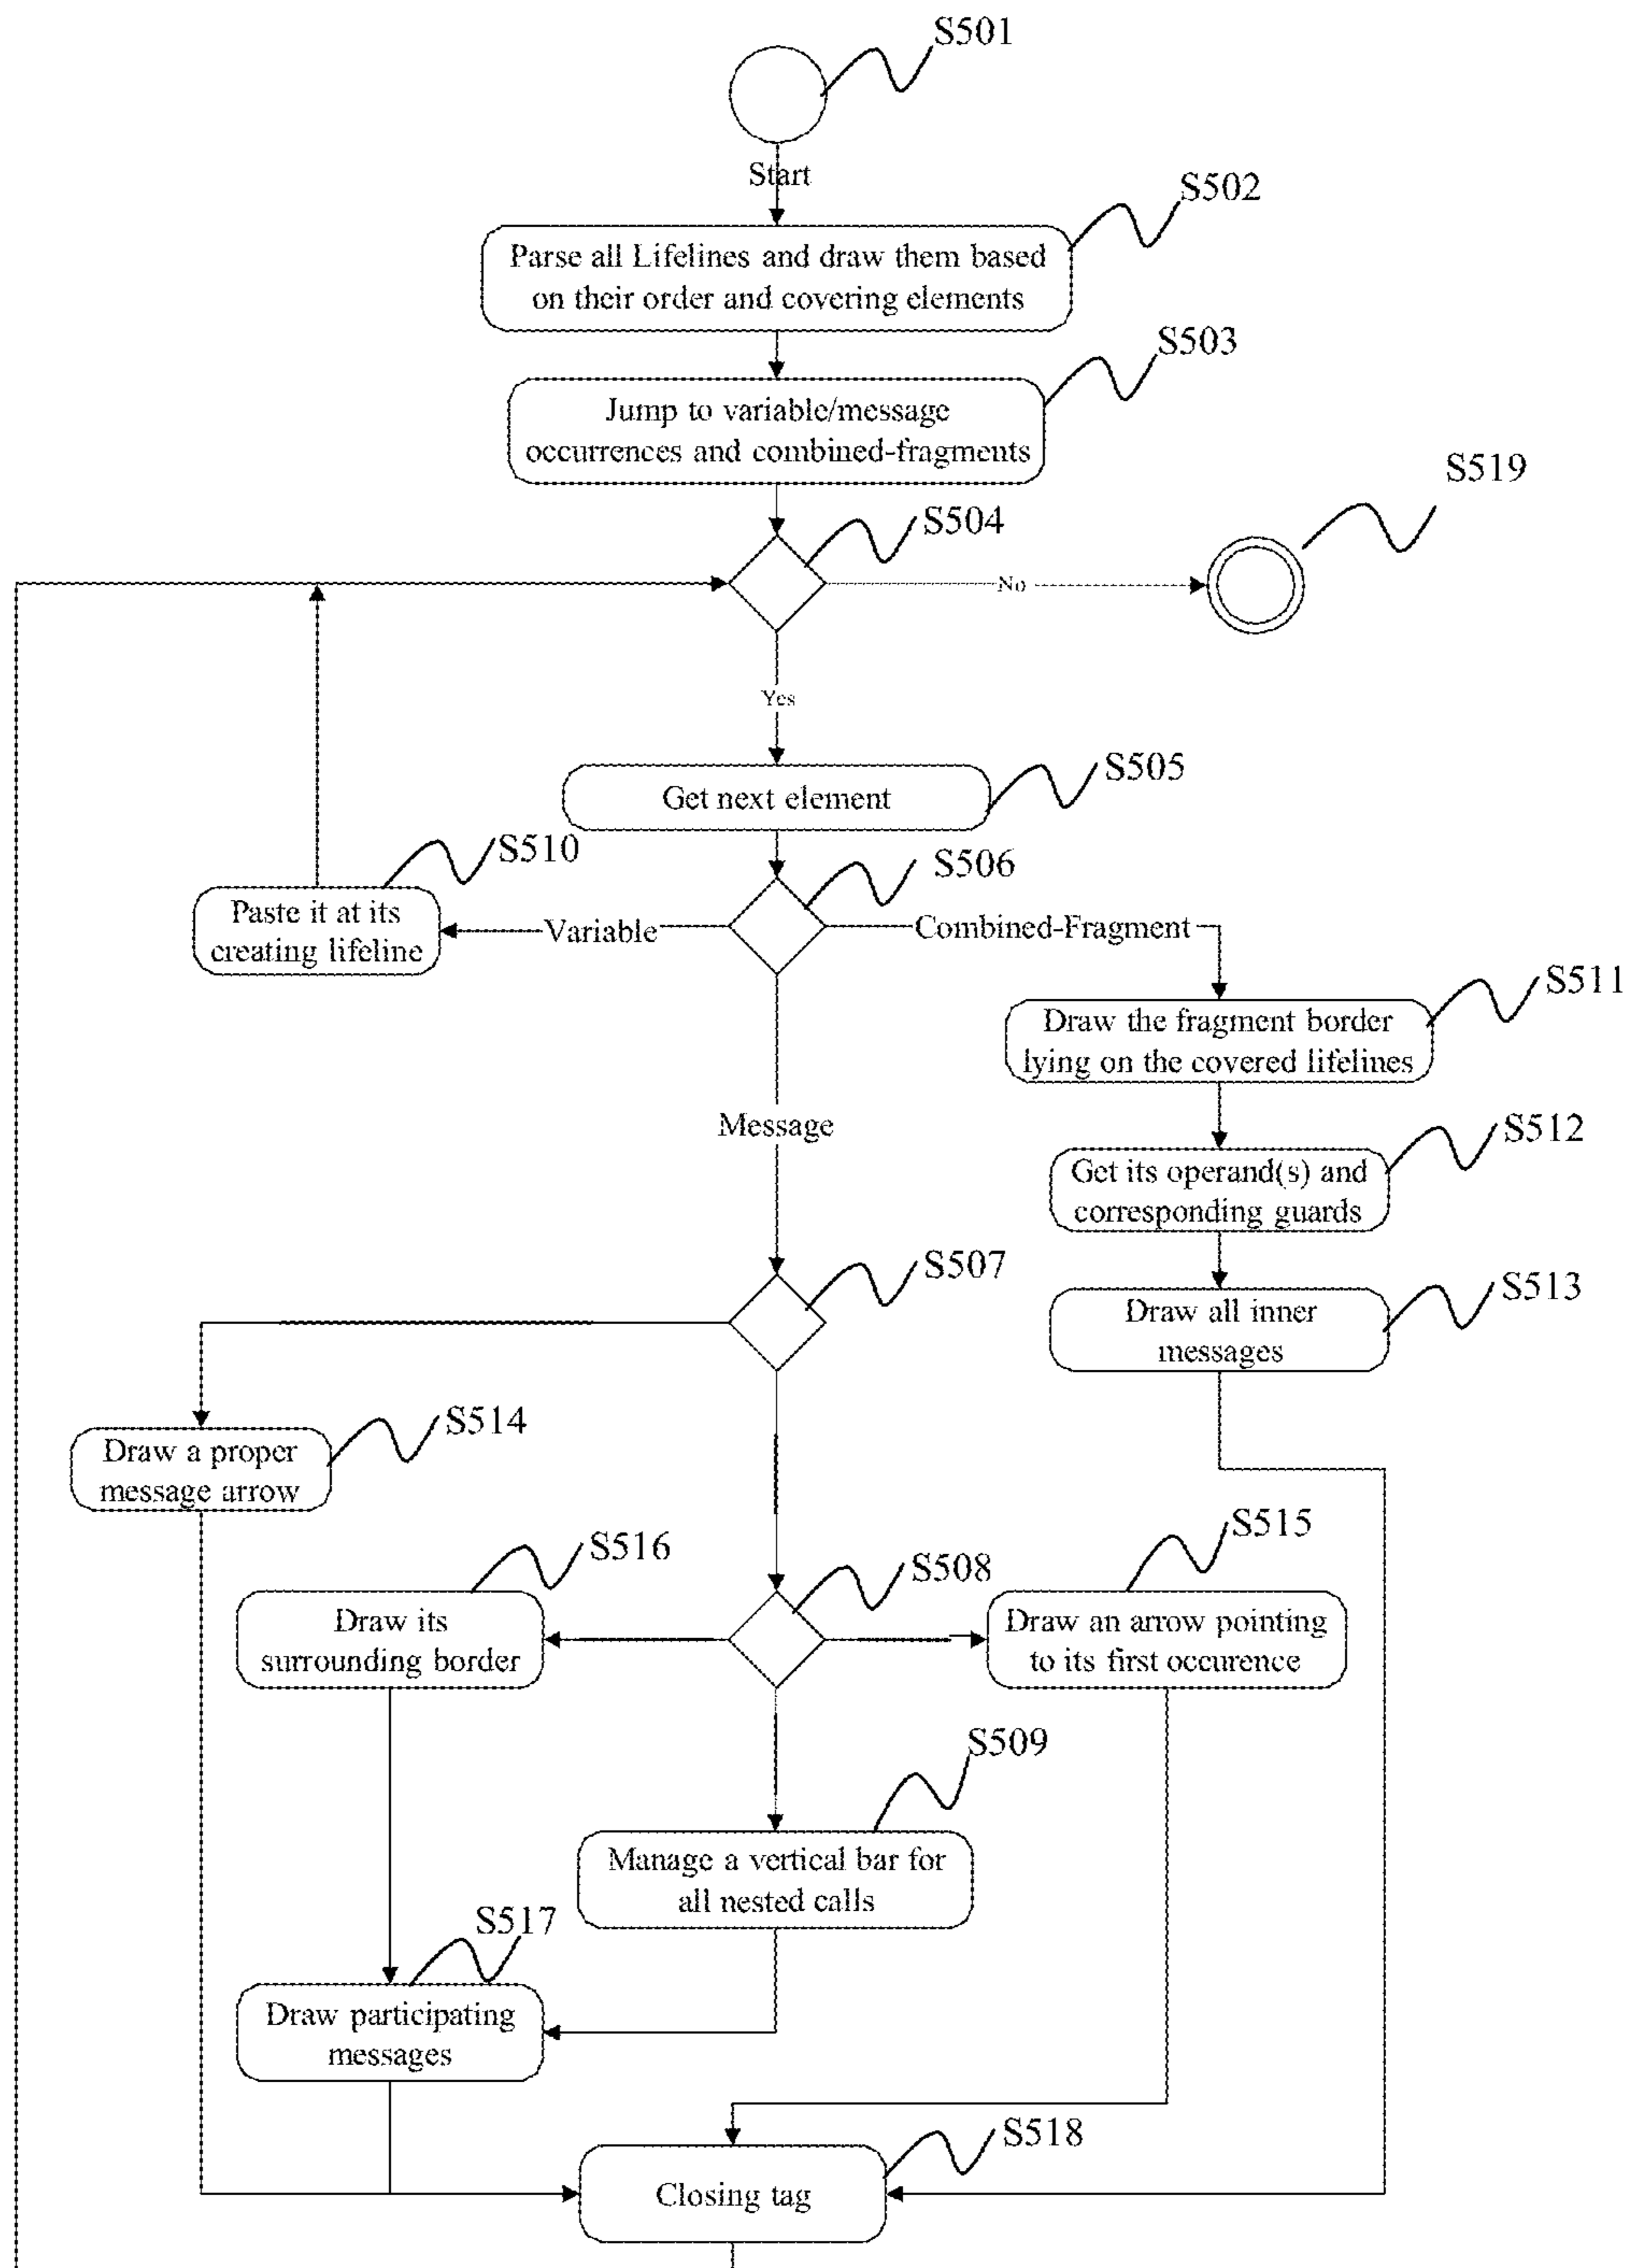 S501
Start
S502
Parse all Lifelines and draw them based
on their order and covering elements
S503
Jump to variable/message
occurrences and combined-fragments
S519
S504
No
Yes
S505
Get next element
S510
S506
Paste it at its
creating lifeline
Variable
Combined-Fragment
S511
Draw the fragment border
lying on the covered lifelines
Message
S512
Get its operand(s) and
corresponding guards
S507
S513
Draw all inner
messages
S514
Draw a proper
message arrow
S515
S516
S508
Draw its
surrounding border
Draw an arrow pointing
to its first occurence
S509
Manage a vertical bar for
all nested calls
S517
Draw participating
messages
S518
Closing tag